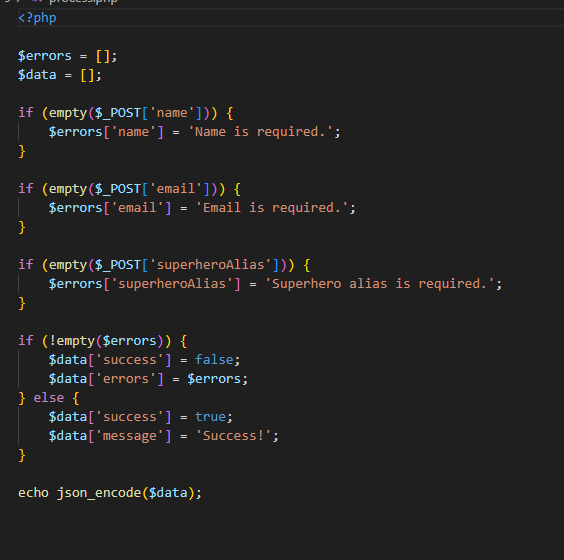 process.php
<?php
$errors = [];
$data = [];
if (empty($_POST['name'])) {
    $errors['name'] = 'Name is required.';
}
if (empty($_POST['email'])) {
    $errors['email'] = 'Email is required.';
}
if (empty($_POST['superheroAlias'])) {
    $errors['superheroAlias'] = 'Superhero alias is required.';
}
if (!empty($errors)) {
    $data['success'] = false;
    $data['errors'] = $errors;
} else {
    $data['success'] = true;
    $data['message'] = 'Success!';
}
echo json_encode($data);